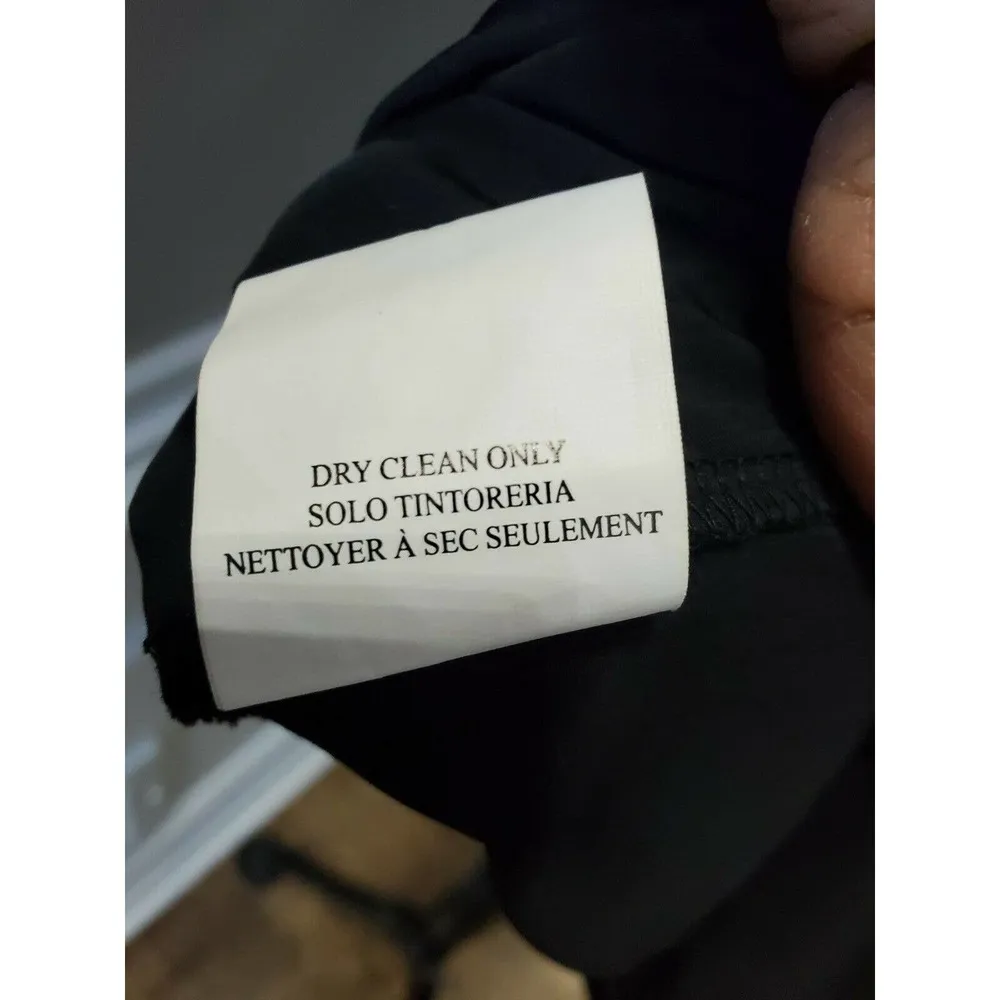 DRY CLEAN ONLY
SOLO TINTORERIA
NETTOYER À SEC SEULEMENT